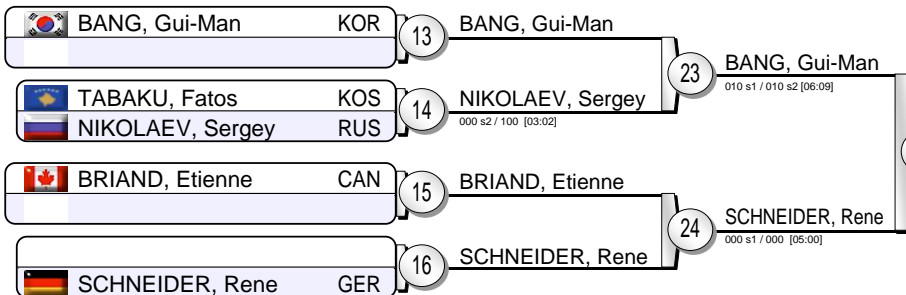 BANG, Gui-Man KOR
13
BANG, Gui-Man
TABAKU, Fatos KOS
NIKOLAEV, Sergey RUS
14
NIKOLAEV, Sergey
000 s2 / 100 [03:02]
23
BANG, Gui-Man
010 s1 / 010 s2 [06:09]
BRIAND, Etienne CAN
15
BRIAND, Etienne
SCHNEIDER, Rene GER
16
SCHNEIDER, Rene
24
SCHNEIDER, Rene
000 s1 / 000 [05:00]